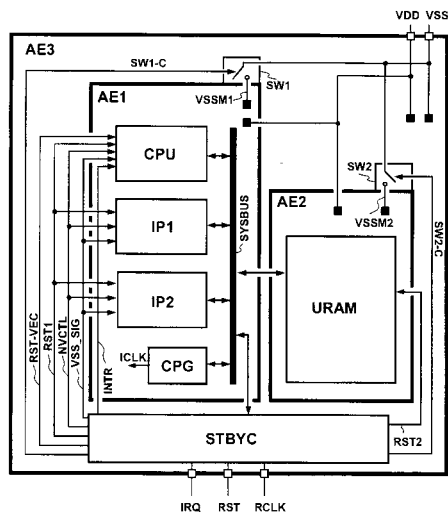 VDD VSS
AE3
SW1-C
SW1
AE1
VSSM1
CPU
SW2
AE2
VSSM2
SW2-C
SYSBUS
IP1
URAM
IP2
RST-VEC
RST1
NVCTL
VSS_SIG
INTR
ICLK
CPG
STBYC
RST2
IRQ RST RCLK